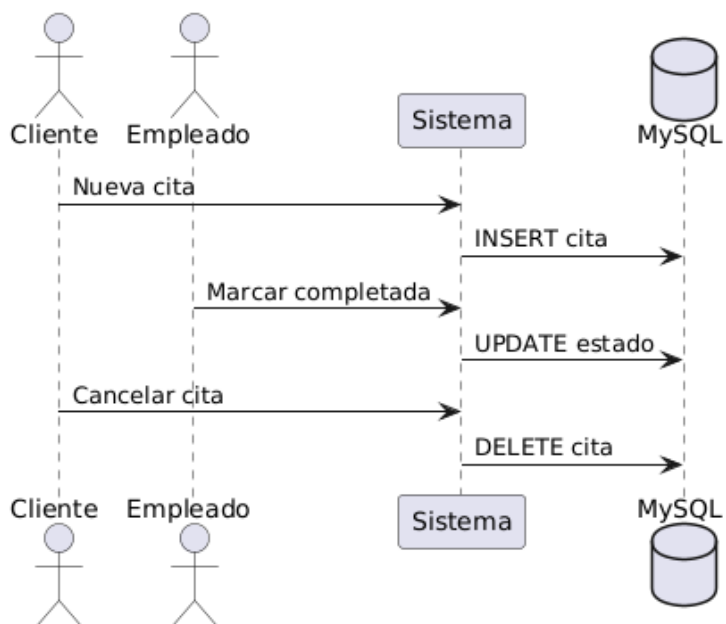 Cliente
Empleado
Sistema
MySQL
Nueva cita
INSERT cita
Marcar completada
UPDATE estado
Cancelar cita
DELETE cita
Cliente
Empleado
Sistema
MySQL